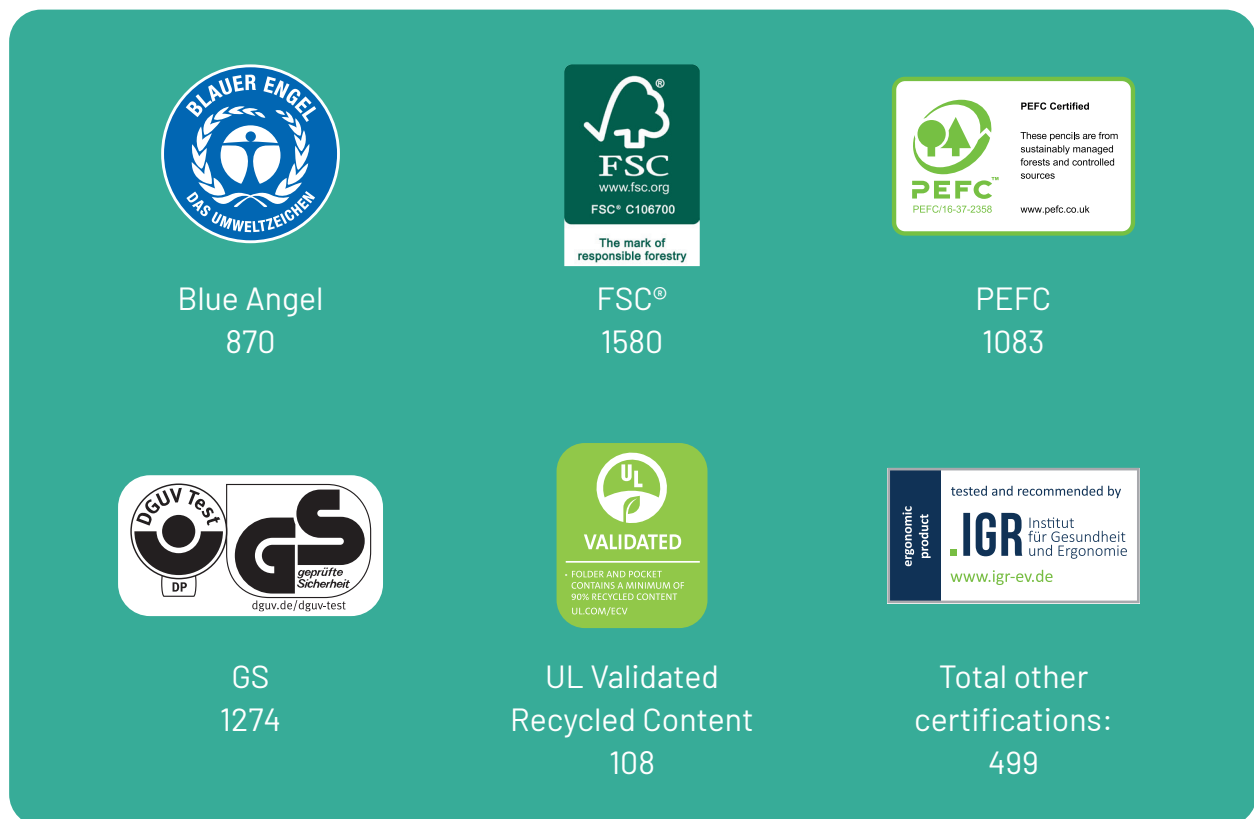 BLAUER ENGEL
DAS UMWELTZEICHEN
Blue Angel
870
®
FSC
www.fsc.org
FSC® C106700
The mark of
responsible forestry
FSC®
1580
PEFC™
PEFC/16-37-2358
PEFC Certified
These pencils are from
sustainably managed
forests and controlled
sources
www.pefc.co.uk
PEFC
1083
DGUV Test
DP
GS
geprüfte
Sicherheit
dguv.de/dguv-test
GS
1274
UL
VALIDATED
• FOLDER AND POCKET
CONTAINS A MINIMUM OF
90% RECYCLED CONTENT
UL.COM/ECV
UL Validated
Recycled Content
108
ergonomic
product
tested and recommended by
.IGR
Institut
für Gesundheit
und Ergonomie
www.igr-ev.de
Total other
certifications:
499